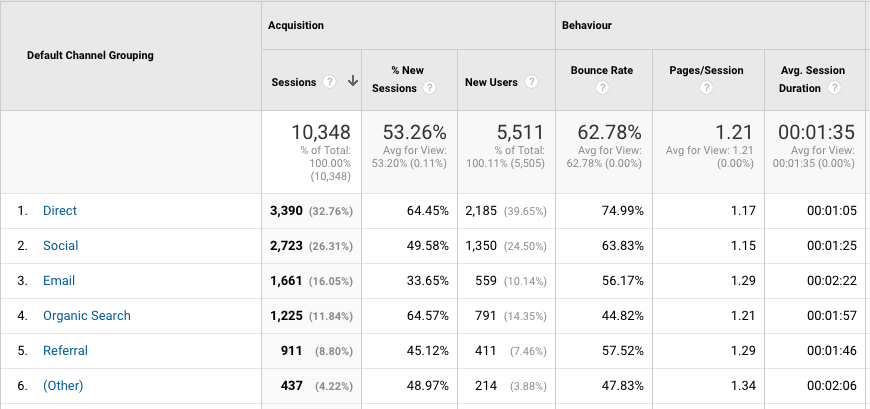 Default Channel Grouping
Acquisition
Behaviour
Sessions ?
% New
Sessions ?
New Users ?
Bounce Rate
?
Pages/Session
?
Avg. Session
Duration ?
10,348
% of Total:
100.00%
(10,348)
53.26%
Avg for View:
53.20% (0.11%)
5,511
% of Total:
100.11% (5,505)
62.78%
Avg for View:
62.78% (0.00%)
1.21
Avg for View: 1.21
(0.00%)
00:01:35
Avg for View:
00:01:35 (0.00%)
1. Direct 3,390 (32.76%) 64.45% 2,185 (39.65%) 74.99% 1.17 00:01:05
2. Social 2,723 (26.31%) 49.58% 1,350 (24.50%) 63.83% 1.15 00:01:25
3. Email 1,661 (16.05%) 33.65% 559 (10.14%) 56.17% 1.29 00:02:22
4. Organic Search 1,225 (11.84%) 64.57% 791 (14.35%) 44.82% 1.21 00:01:57
5. Referral 911 (8.80%) 45.12% 411 (7.46%) 57.52% 1.29 00:01:46
6. (Other) 437 (4.22%) 48.97% 214 (3.88%) 47.83% 1.34 00:02:06